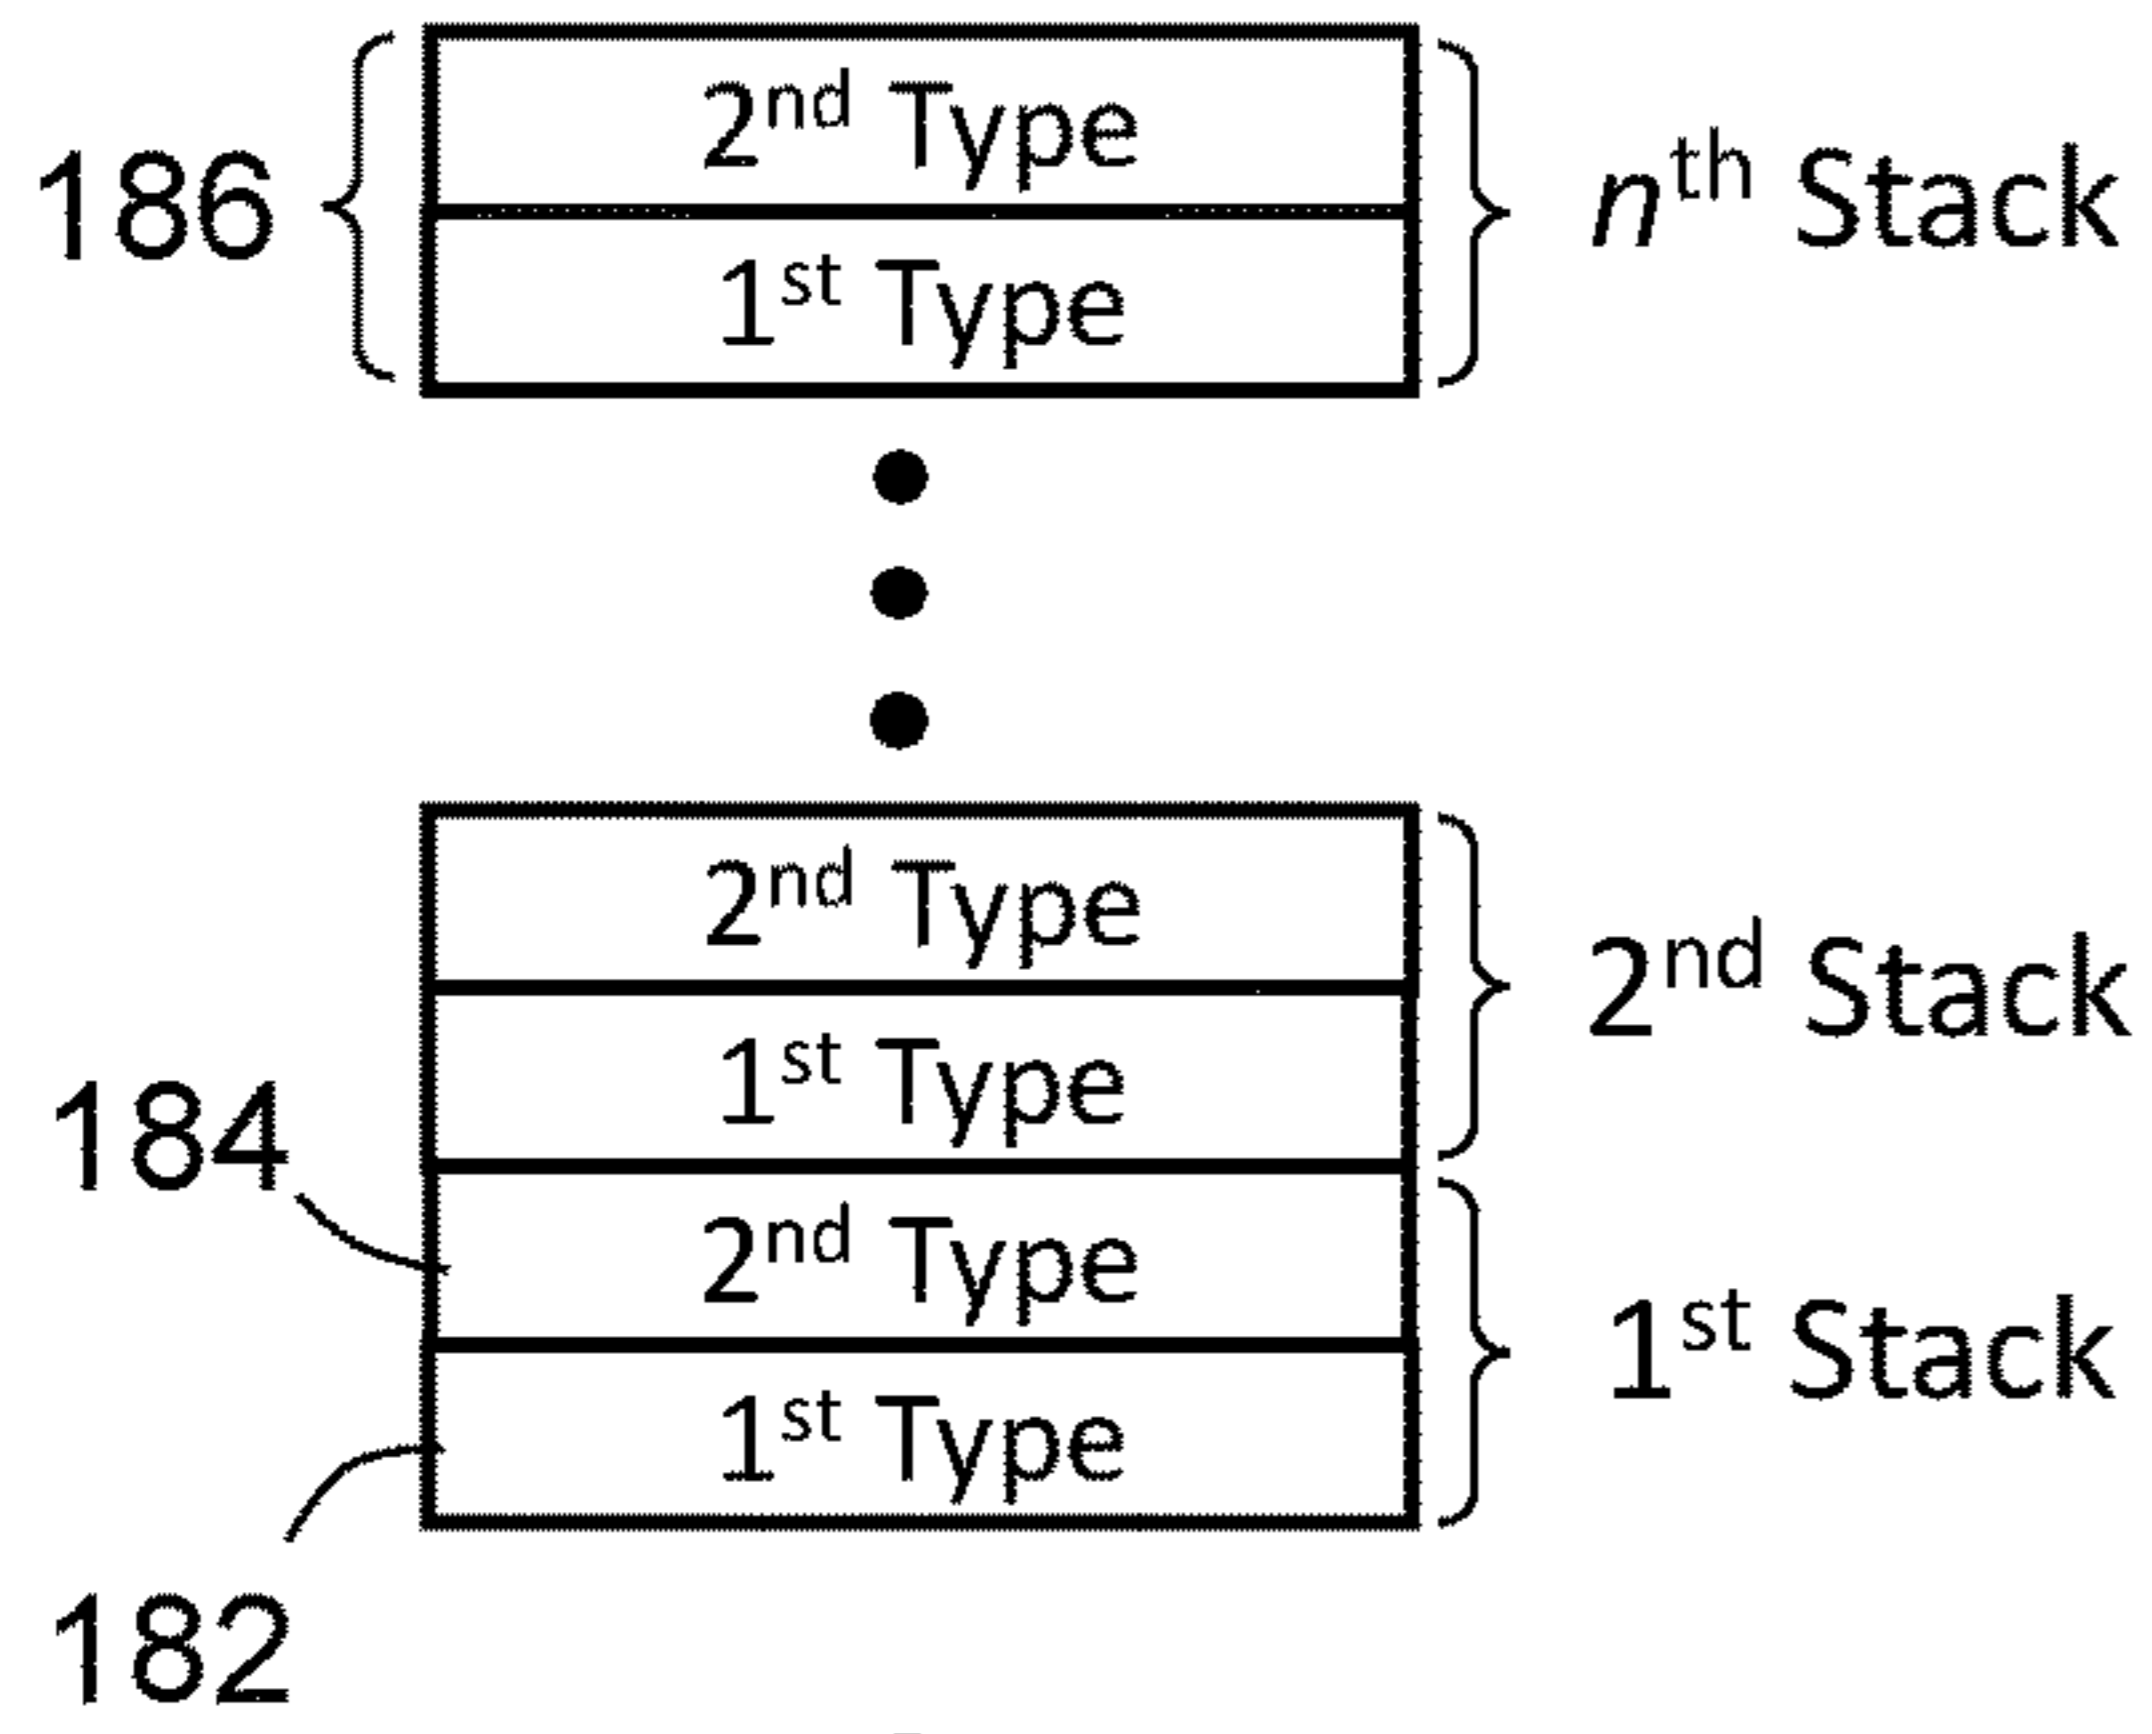 2nd Type
186
nth Stack
1st Type
2nd Type
2nd Stack
1st Type
184
2nd Type
1st Stack
1st Type
182